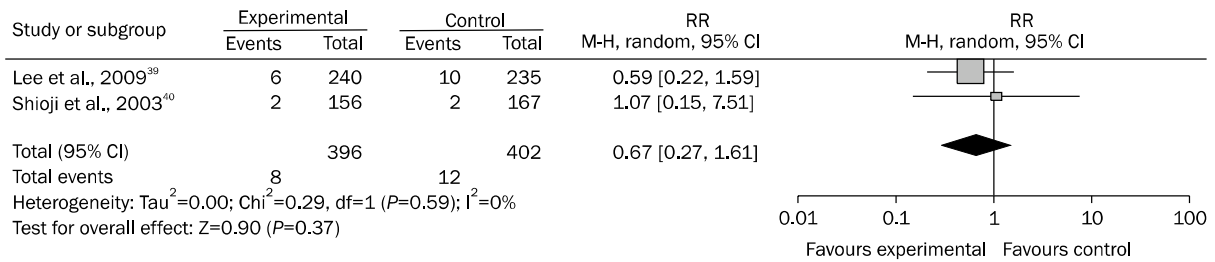 Study or subgroup Experimental Control RR RR
Events Total Events Total M-H, random, 95% CI M-H, random, 95% CI
Lee et al., 2009³⁹ 6 240 10 235 0.59 [0.22, 1.59]
Shioji et al., 2003⁴⁰ 2 156 2 167 1.07 [0.15, 7.51]
Total (95% CI) 396 402 0.67 [0.27, 1.61]
Total events 8 12
Heterogeneity: Tau²=0.00; Chi²=0.29, df=1 (P=0.59); I²=0%
Test for overall effect: Z=0.90 (P=0.37)
0.01 0.1 1 10 100
Favours experimental Favours control